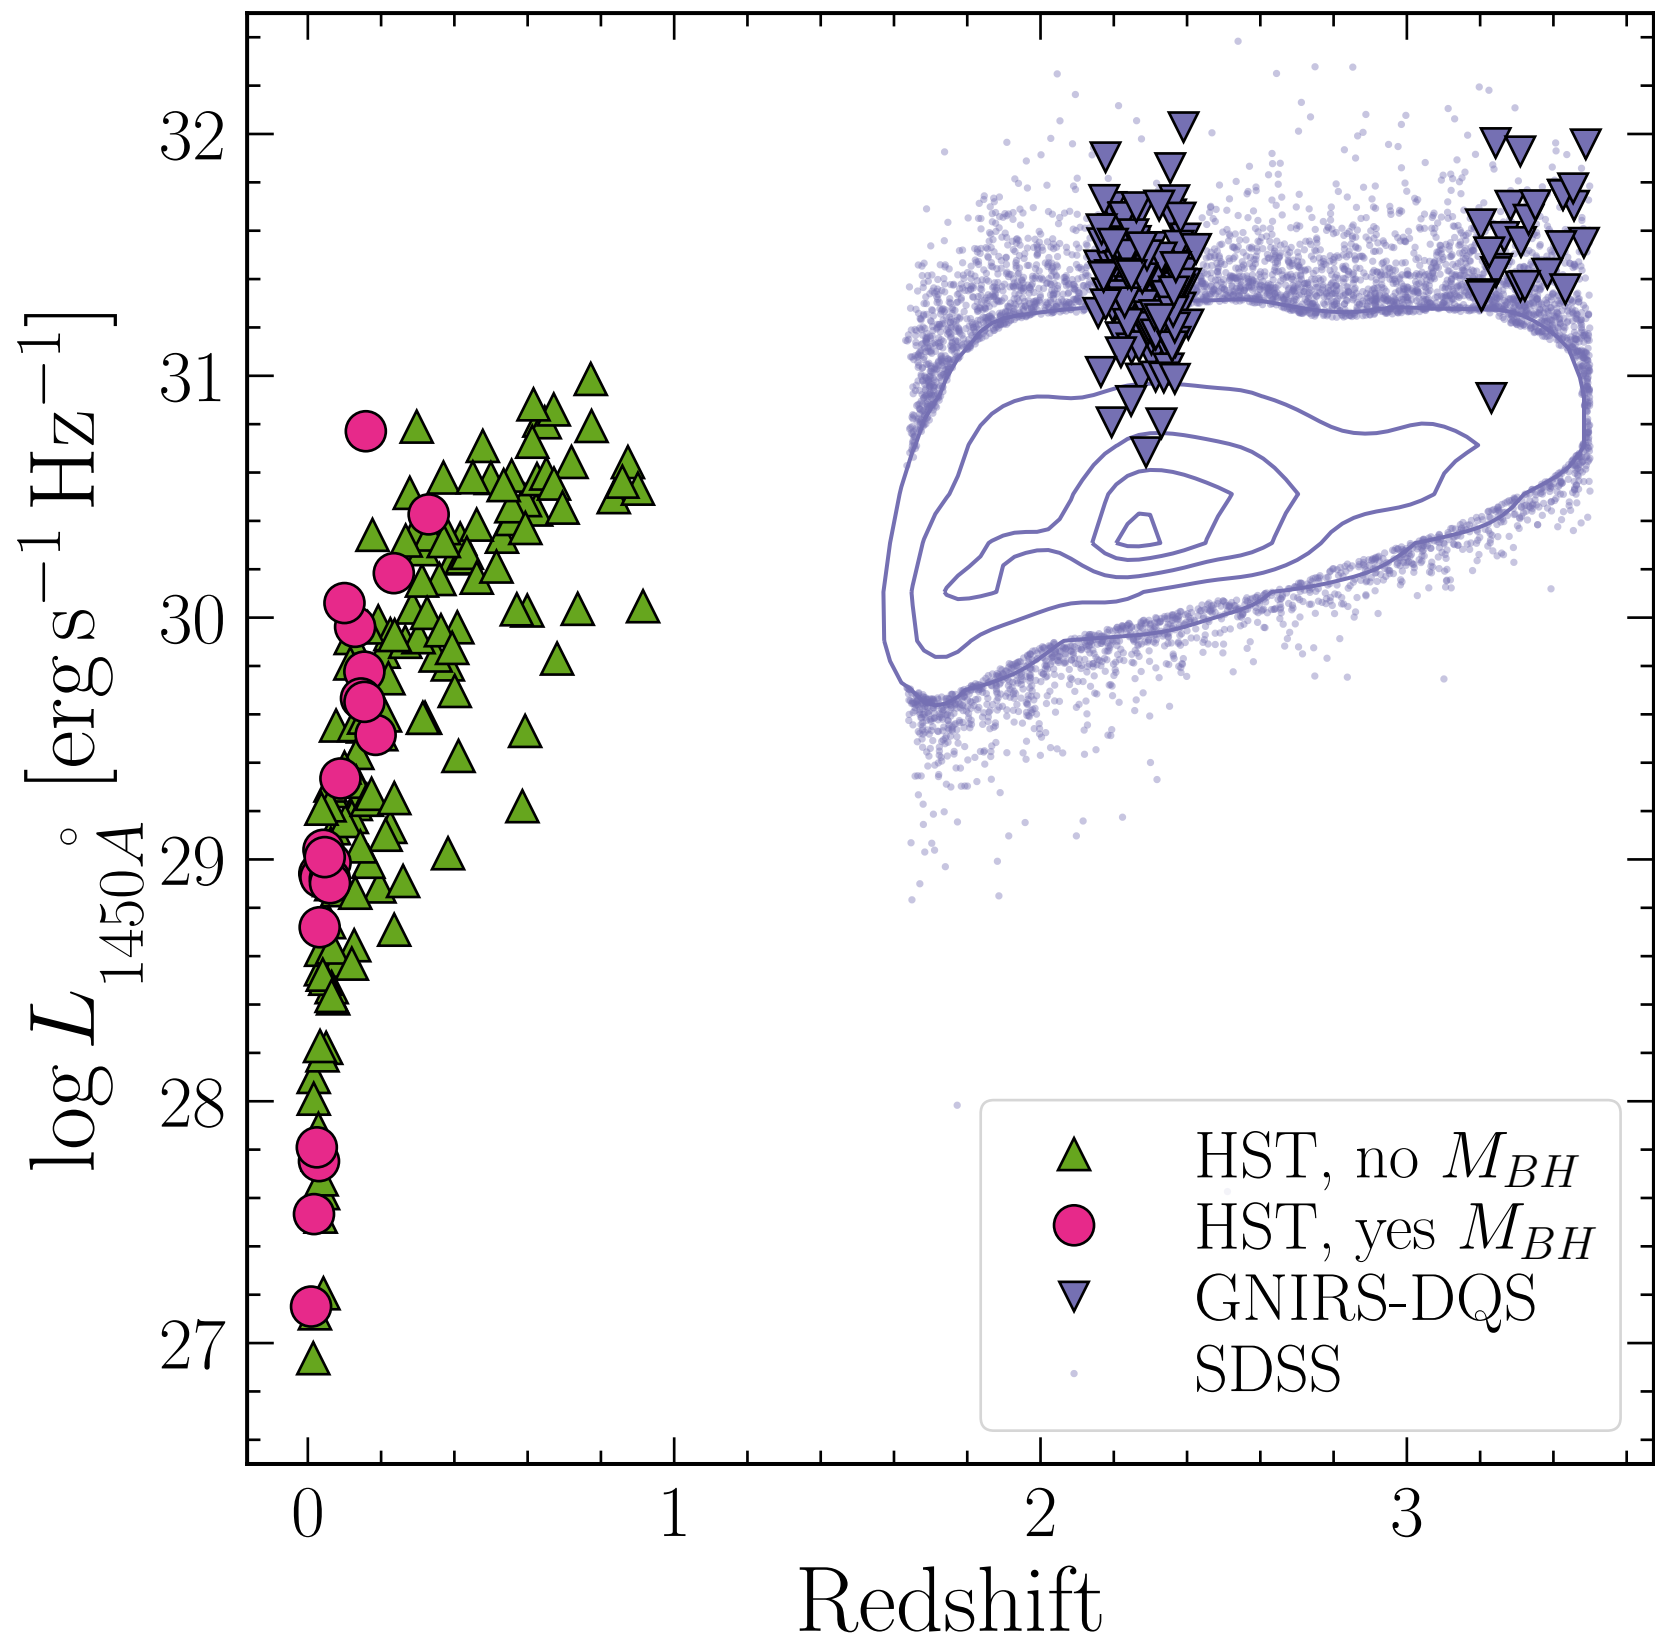 log L1450Å [erg s−1 Hz−1]
32
31
30
29
28
27
HST, no MBH
HST, yes MBH
GNIRS-DQS
SDSS
0 1 2 3
Redshift